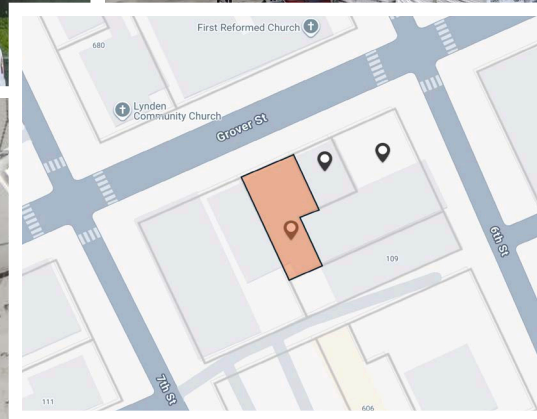 First Reformed Church
680
Lynden
Community Church
Grover St
6th St
109
7th St
111
606